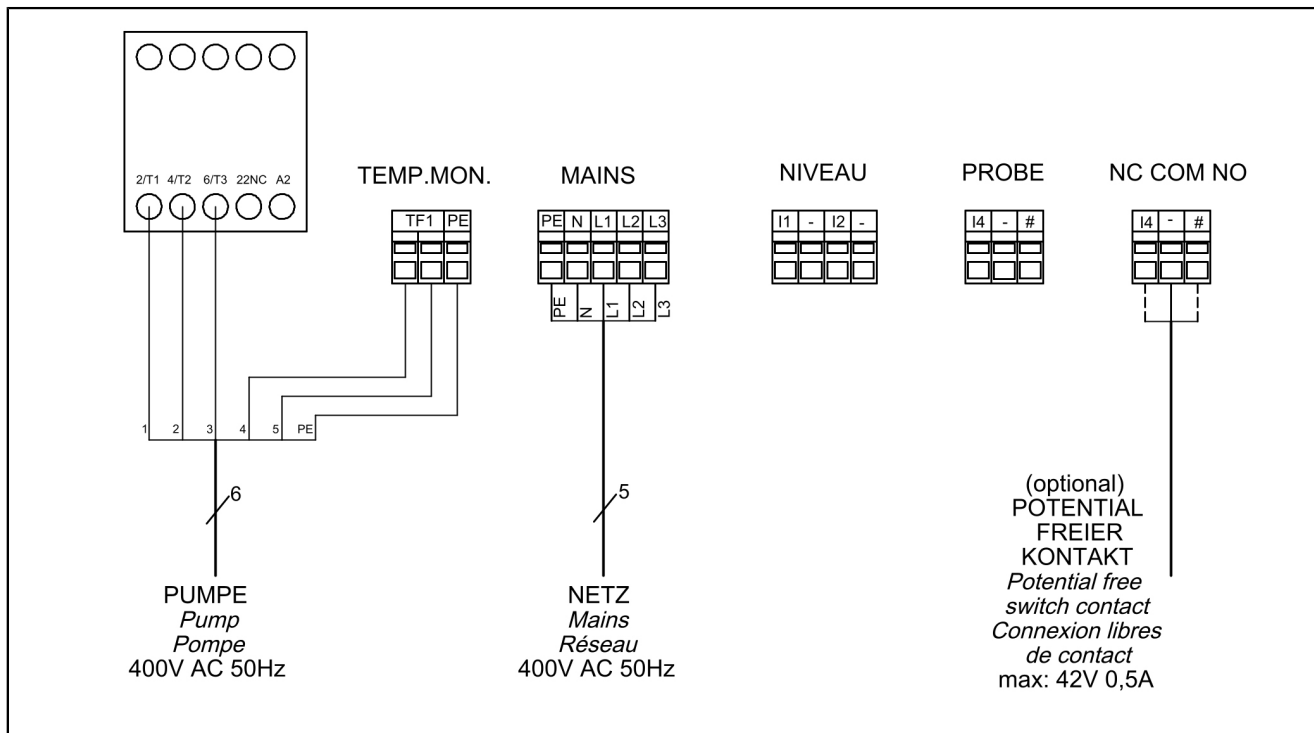 2/T1 4/T2 6/T3 22NC A2
TEMP.MON.
TF1 PE
MAINS
PE N L1 L2 L3
PE N L1 L2 L3
NIVEAU
I1 - I2 -
PROBE
I4 - #
NC COM NO
I4 - #
1 2 3 4 5 PE
6
PUMPE
Pump
Pompe
400V AC 50Hz
5
NETZ
Mains
Réseau
400V AC 50Hz
(optional)
POTENTIAL
FREIER
KONTAKT
Potential free
switch contact
Connexion libres
de contact
max: 42V 0,5A